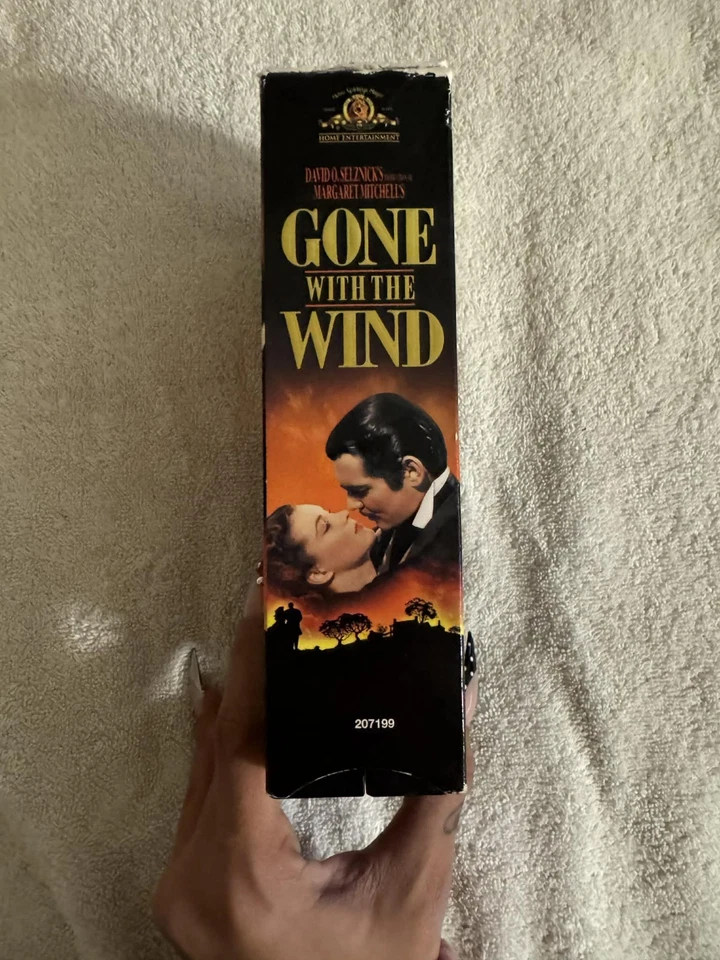 HOME ENTERTAINMENT
DAVID O. SELZNICK'S
MARGARET MITCHELL'S
GONE
WITH THE
WIND
207199